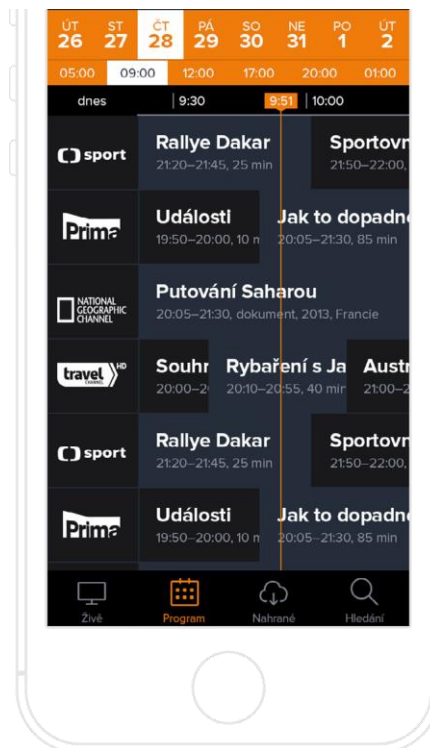 ÚT ST ČT PÁ SO NE PO ÚT
26 27 28 29 30 31 1 2
05:00 09:00 12:00 17:00 20:00 01:00
dnes 9:30 9:51 10:00
sport
Rallye Dakar Sportovn
21:20–21:45, 25 min 21:50–22:00,
Prima
Události Jak to dopadne
19:50–20:00, 10 m 20:05–21:30, 85 min
NATIONAL
GEOGRAPHIC
CHANNEL
Putování Saharou
20:05–21:30, dokument, 2013, Francie
travel HD
CHANNEL
Souhr Rybaření s Ja Austr
20:00–2 20:10–20:55, 40 min 21:00–2
sport
Rallye Dakar Sportovn
21:20–21:45, 25 min 21:50–22:00,
Prima
Události Jak to dopadne
19:50–20:00, 10 m 20:05–21:30, 85 min
Živě Program Nahrané Hledání